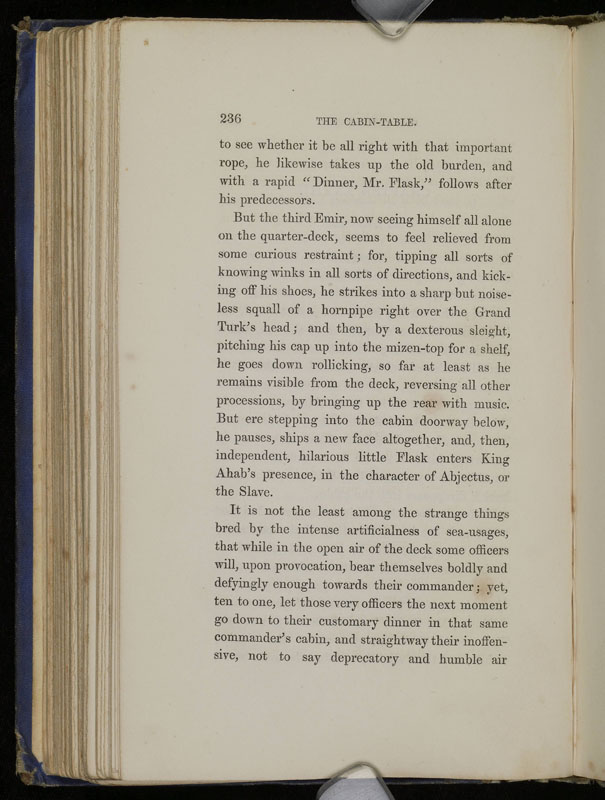 236
THE CABIN-TABLE.
to see whether it be all right with that important
rope, he likewise takes up the old burden, and
with a rapid “Dinner, Mr. Flask,” follows after
his predecessors.
But the third Emir, now seeing himself all alone
on the quarter-deck, seems to feel relieved from
some curious restraint; for, tipping all sorts of
knowing winks in all sorts of directions, and kick-
ing off his shoes, he strikes into a sharp but noise-
less squall of a hornpipe right over the Grand
Turk’s head; and then, by a dexterous sleight,
pitching his cap up into the mizen-top for a shelf,
he goes down rollicking, so far at least as he
remains visible from the deck, reversing all other
processions, by bringing up the rear with music.
But ere stepping into the cabin doorway below,
he pauses, ships a new face altogether, and, then,
independent, hilarious little Flask enters King
Ahab’s presence, in the character of Abjectus, or
the Slave.
It is not the least among the strange things
bred by the intense artificialness of sea-usages,
that while in the open air of the deck some officers
will, upon provocation, bear themselves boldly and
defyingly enough towards their commander; yet,
ten to one, let those very officers the next moment
go down to their customary dinner in that same
commander’s cabin, and straightway their inoffen-
sive, not to say deprecatory and humble air